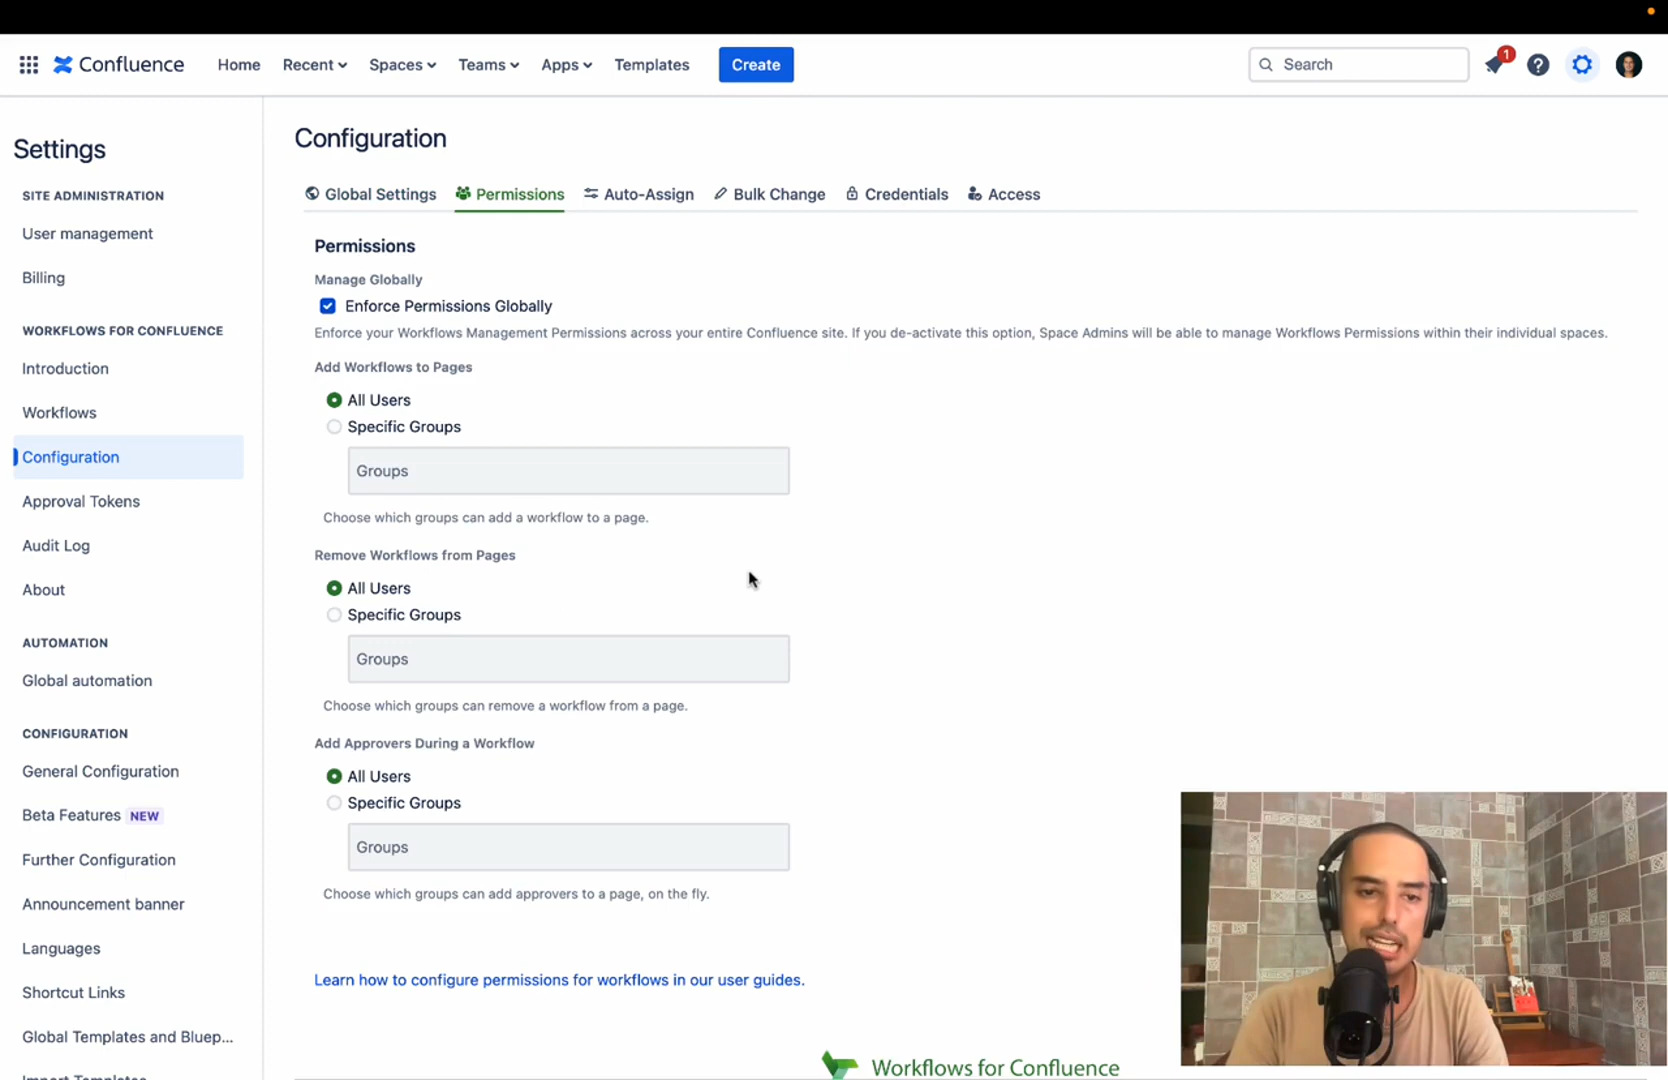 Confluence
Home
Recent
Spaces
Teams
Apps
Templates
Create
Search
1
Settings
SITE ADMINISTRATION
User management
Billing
WORKFLOWS FOR CONFLUENCE
Introduction
Workflows
Configuration
Approval Tokens
Audit Log
About
AUTOMATION
Global automation
CONFIGURATION
General Configuration
Beta Features NEW
Further Configuration
Announcement banner
Languages
Shortcut Links
Global Templates and Bluep...
Import Templates
Configuration
Global Settings
Permissions
Auto-Assign
Bulk Change
Credentials
Access
Permissions
Manage Globally
Enforce Permissions Globally
Enforce your Workflows Management Permissions across your entire Confluence site. If you de-activate this option, Space Admins will be able to manage Workflows Permissions within their individual spaces.
Add Workflows to Pages
All Users
Specific Groups
Groups
Choose which groups can add a workflow to a page.
Remove Workflows from Pages
All Users
Specific Groups
Groups
Choose which groups can remove a workflow from a page.
Add Approvers During a Workflow
All Users
Specific Groups
Groups
Choose which groups can add approvers to a page, on the fly.
Learn how to configure permissions for workflows in our user guides.
Workflows for Confluence